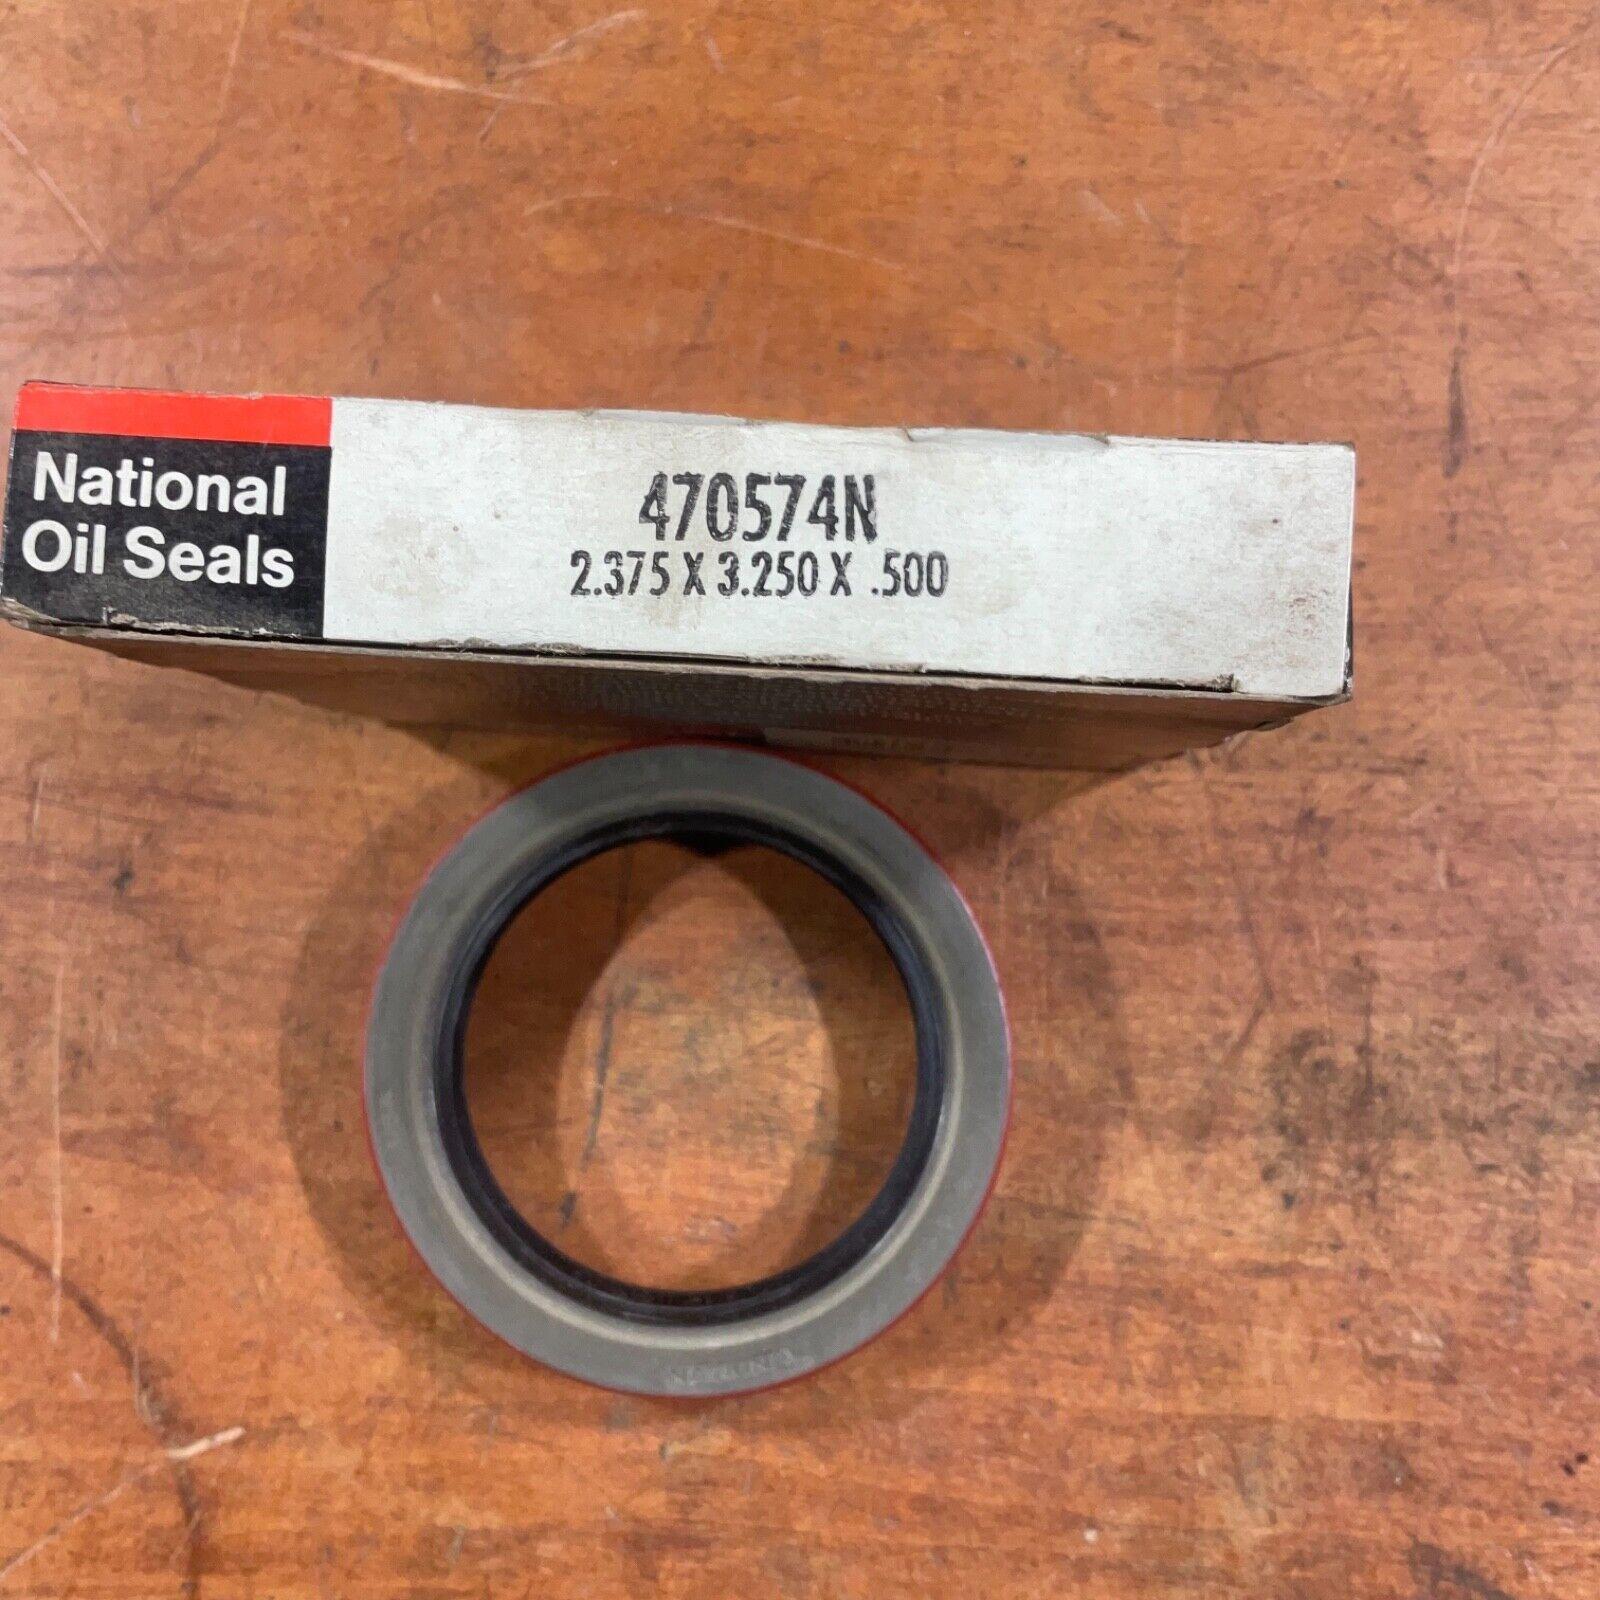 National
Oil Seals
470574N
2.375 X 3.250 X .500